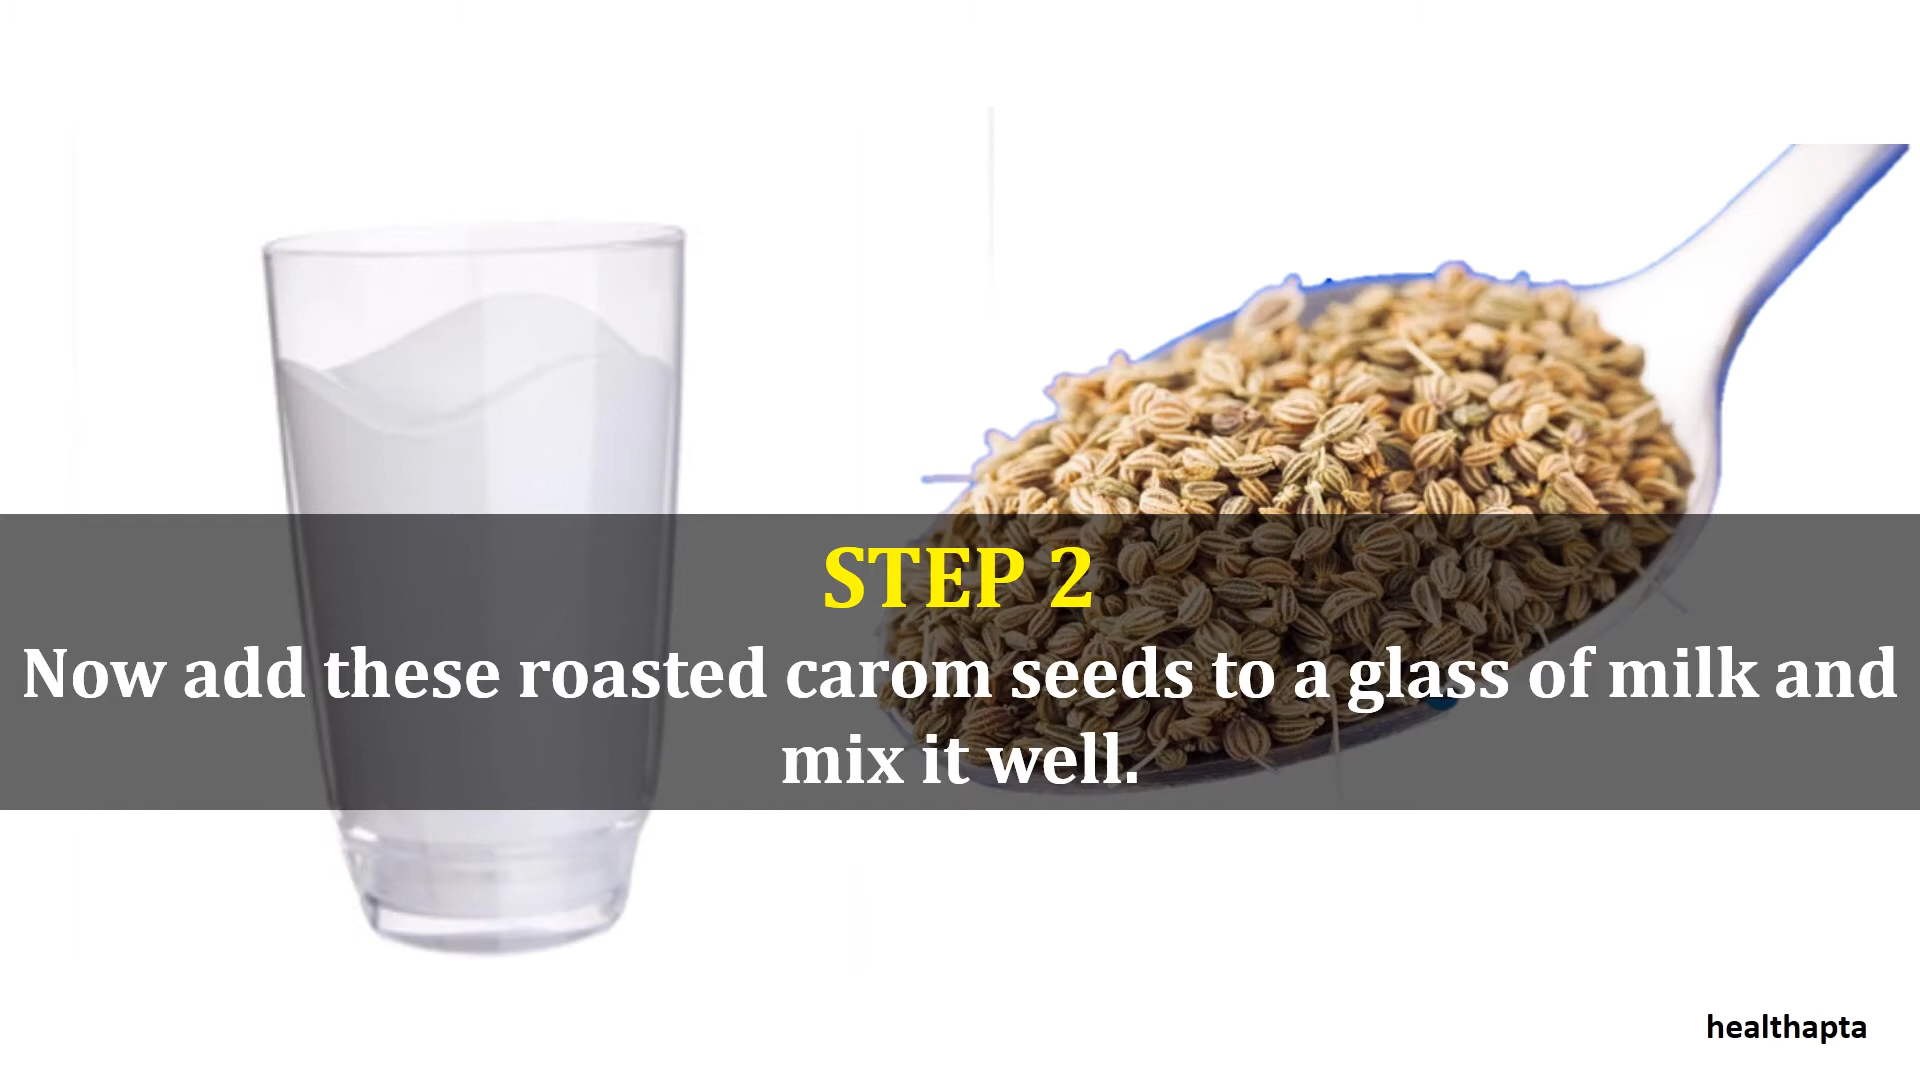 STEP 2
Now add these roasted carom seeds to a glass of milk and
mix it well.
healthapta